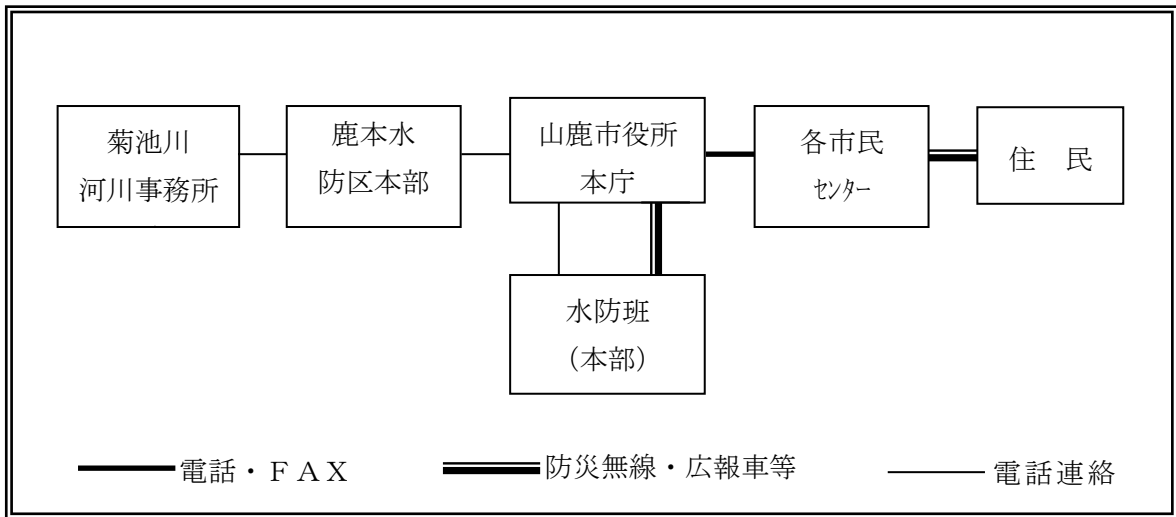 菊池川
河川事務所
鹿本水
防区本部
山鹿市役所
本庁
各市民
ｾﾝﾀｰ
住　民
水防班
（本部）
電話・ＦＡＸ
防災無線・広報車等
電話連絡